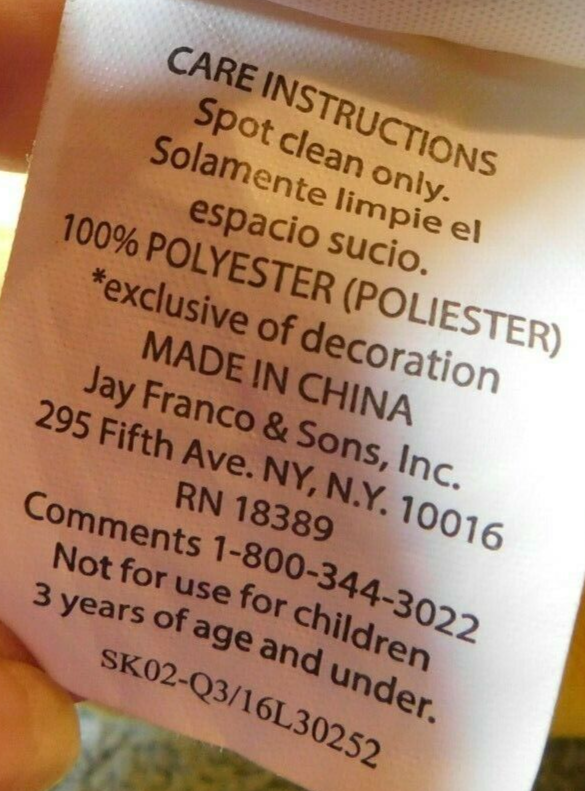 CARE INSTRUCTIONS
Spot clean only.
Solamente limpie el
espacio sucio.
100% POLYESTER (POLIESTER)
*exclusive of decoration
MADE IN CHINA
Jay Franco & Sons, Inc.
295 Fifth Ave. NY, N.Y. 10016
RN 18389
Comments 1-800-344-3022
Not for use for children
3 years of age and under.
SK02-Q3/16L30252